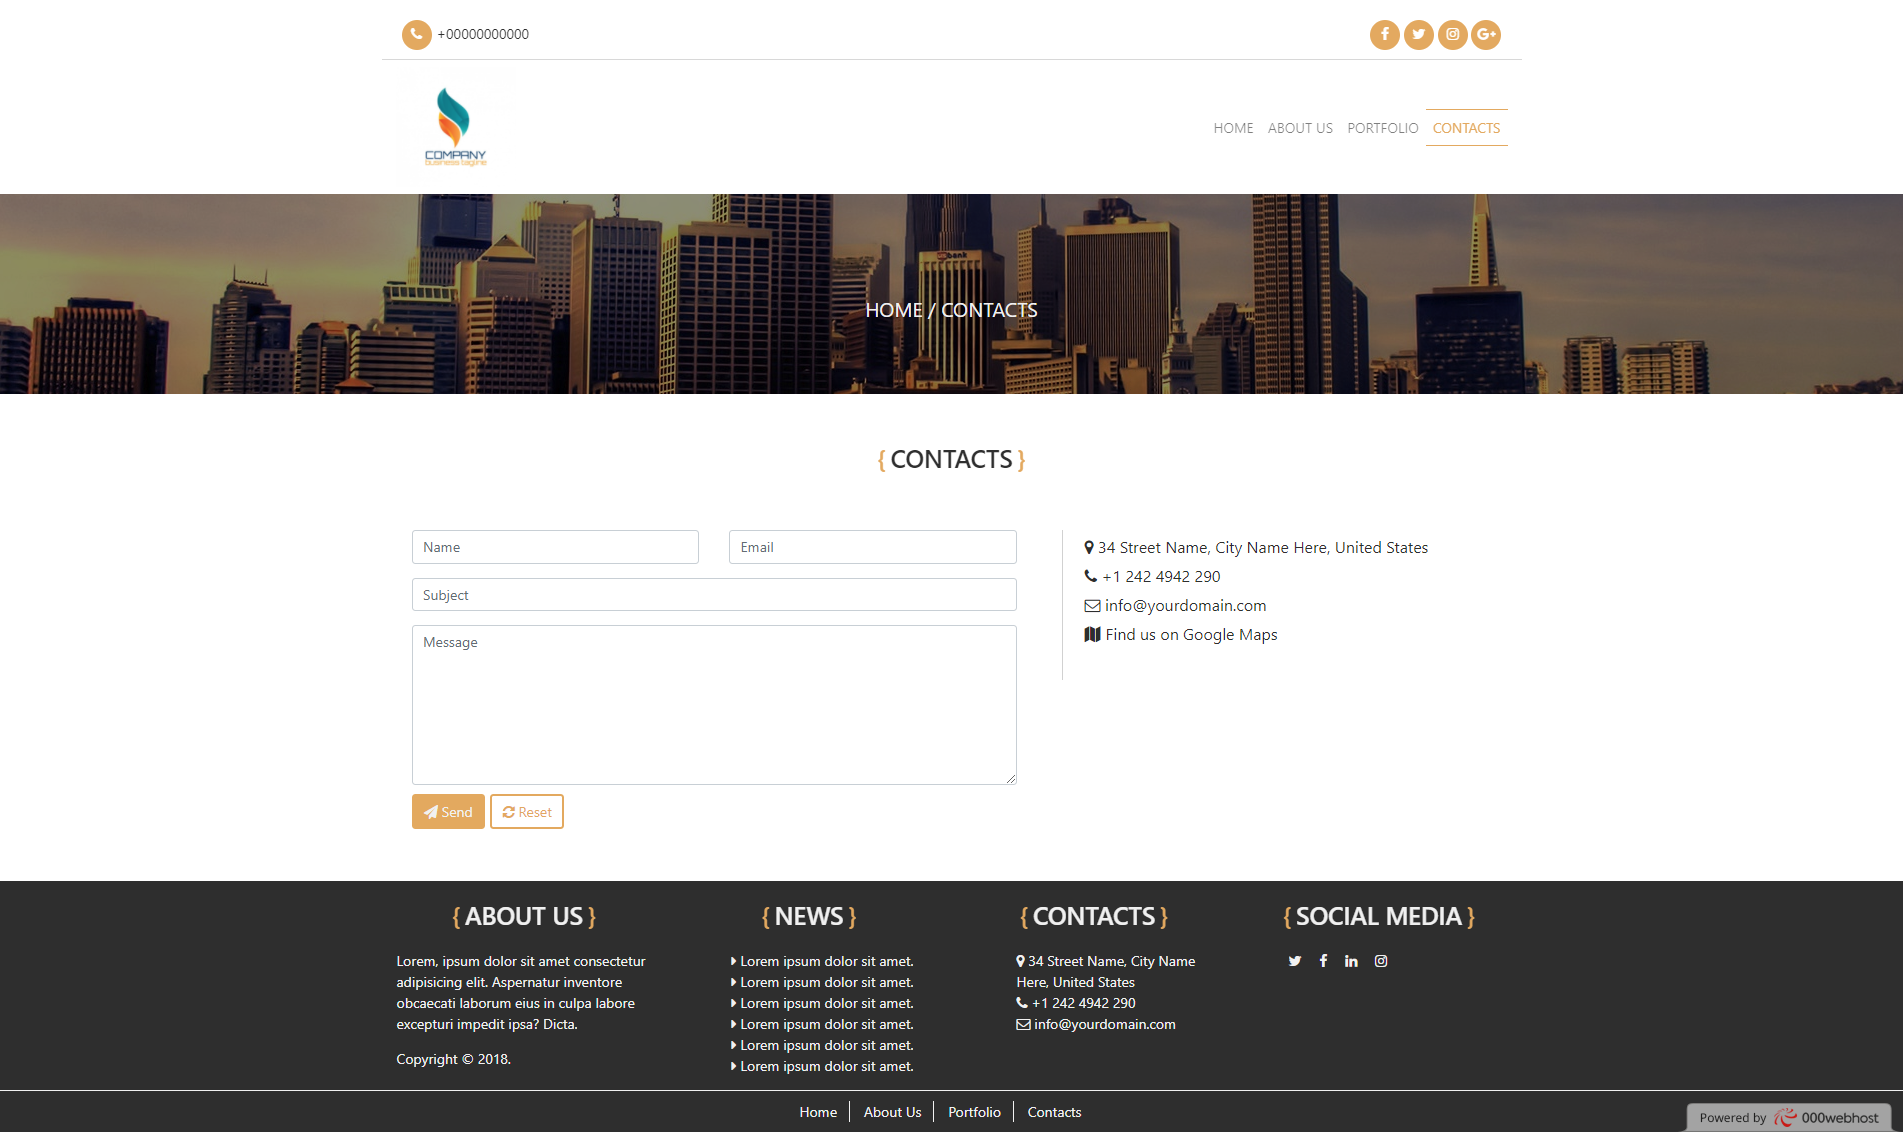 +00000000000
COMPANY
business tagline
HOME ABOUT US PORTFOLIO CONTACTS
HOME / CONTACTS
{ CONTACTS }
Name Email
Subject
Message
Send Reset
34 Street Name, City Name Here, United States
+1 242 4942 290
info@yourdomain.com
Find us on Google Maps
{ ABOUT US }
Lorem, ipsum dolor sit amet consectetur
adipisicing elit. Aspernatur inventore
obcaecati laborum eius in culpa labore
excepturi impedit ipsa? Dicta.
Copyright © 2018.
{ NEWS }
Lorem ipsum dolor sit amet.
Lorem ipsum dolor sit amet.
Lorem ipsum dolor sit amet.
Lorem ipsum dolor sit amet.
Lorem ipsum dolor sit amet.
Lorem ipsum dolor sit amet.
{ CONTACTS }
34 Street Name, City Name
Here, United States
+1 242 4942 290
info@yourdomain.com
{ SOCIAL MEDIA }
Home About Us Portfolio Contacts
Powered by 000webhost